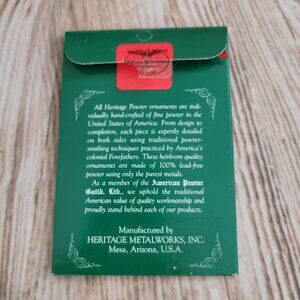 All Heritage Pewter ornaments are indi-
vidually hand-crafted of fine pewter in the
United States of America. From design to
completion, each piece is expertly detailed
on both sides using traditional pewter-
smithing techniques practiced by America's
colonial Forefathers. These heirloom quality
ornaments are made of 100% lead-free
pewter using only the purest metals.
As a member of the American Pewter
Guild, Ltd., we uphold the traditional
American value of quality workmanship and
proudly stand behind each of our products.
Manufactured by
HERITAGE METALWORKS, INC.
Mesa, Arizona, U.S.A.